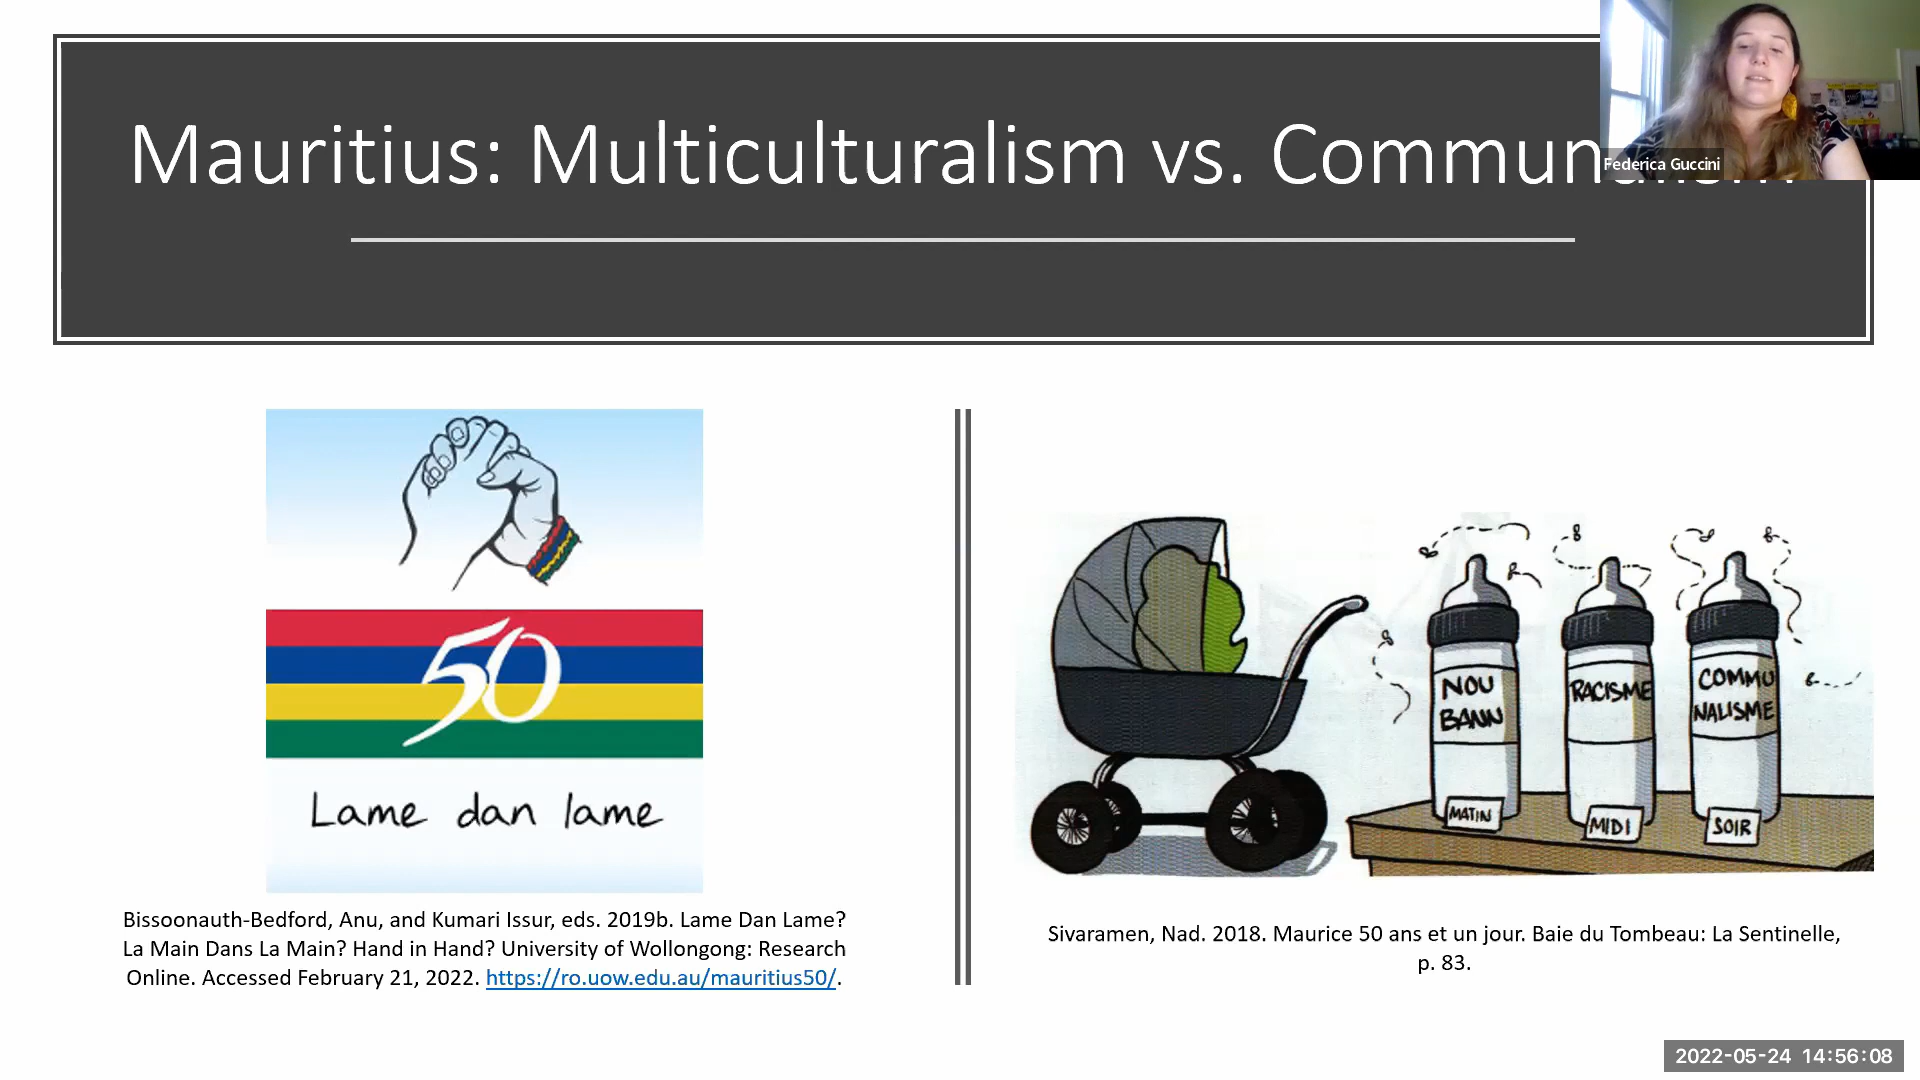 Mauritius: Multiculturalism vs. Communalism
Federica Guccini
50
Lame dan lame
Bissoonauth-Bedford, Anu, and Kumari Issur, eds. 2019b. Lame Dan Lame?
La Main Dans La Main? Hand in Hand? University of Wollongong: Research
Online. Accessed February 21, 2022. https://ro.uow.edu.au/mauritius50/.
NOU
BANN
MATIN
RACISME
MIDI
COMMU
NALISME
SOIR
Sivaramen, Nad. 2018. Maurice 50 ans et un jour. Baie du Tombeau: La Sentinelle,
p. 83.
2022-05-24 14:56:08